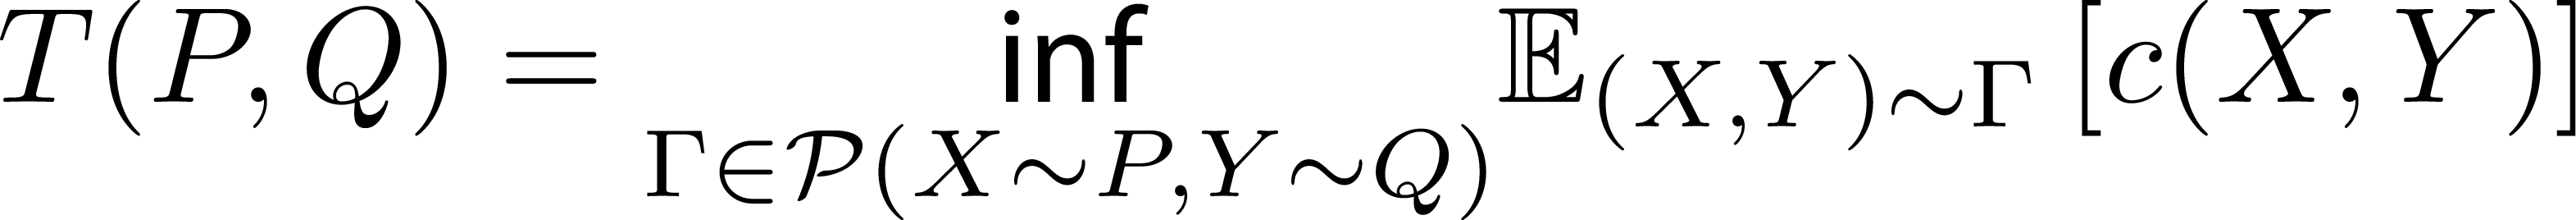 T(P, Q) = inf_{Γ∈𝒫(X∼P,Y∼Q)} 𝔼_{(X,Y)∼Γ} [c(X, Y)]